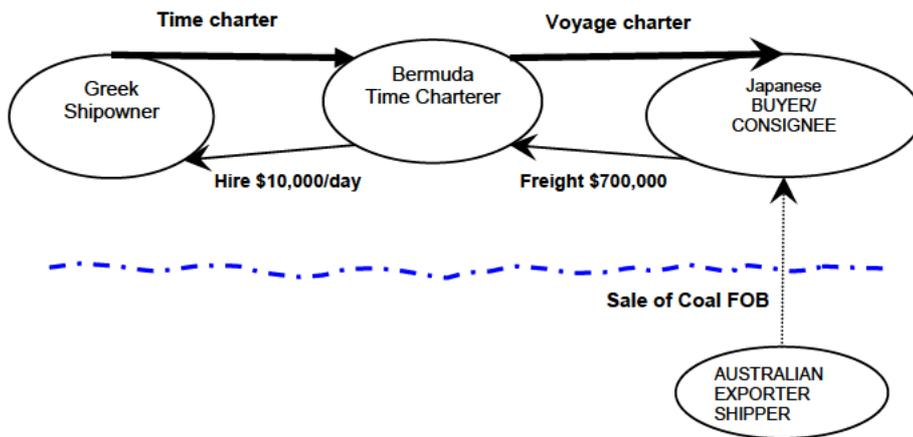 Time charter
Voyage charter
Greek
Shipowner
Bermuda
Time Charterer
Japanese
BUYER/
CONSIGNEE
Hire $10,000/day
Freight $700,000
Sale of Coal FOB
AUSTRALIAN
EXPORTER
SHIPPER